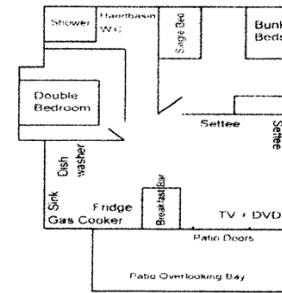 Shower
Handbasin
W C
Single Bed
Bunk
Beds
Double
Bedroom
Settee
Settee
Dish
washer
Sink
Fridge
Gas Cooker
Breakfast Bar
TV + DVD
Patio Doors
Patio Overlooking Bay